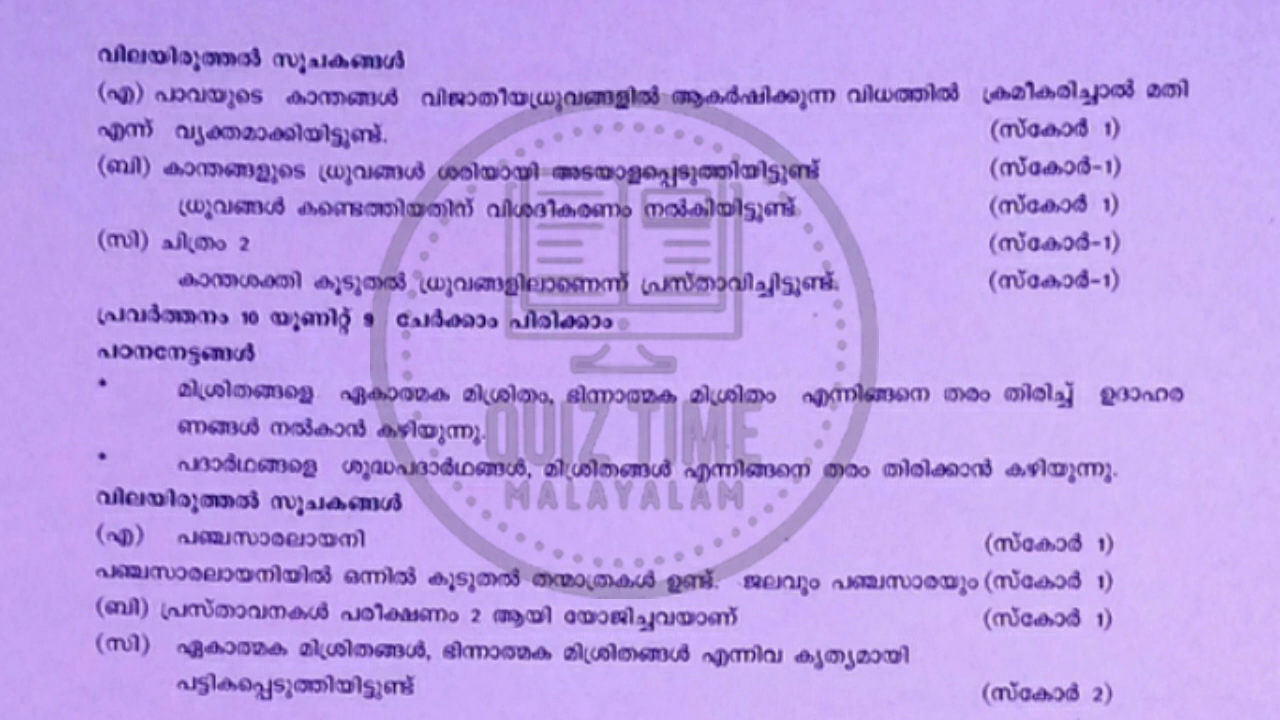 വിലയിരുത്തൽ സൂചകങ്ങൾ
(എ) പാവയുടെ കാന്തങ്ങൾ വിജാതീയധ്രുവങ്ങളിൽ ആകർഷിക്കുന്ന വിധത്തിൽ ക്രമീകരിച്ചാൽ മതി
എന്ന് വ്യക്തമാക്കിയിട്ടുണ്ട്. (സ്കോർ 1)
(ബി) കാന്തങ്ങളുടെ ധ്രുവങ്ങൾ ശരിയായി അടയാളപ്പെടുത്തിയിട്ടുണ്ട് (സ്കോർ-1)
ധ്രുവങ്ങൾ കണ്ടെത്തിയതിന് വിശദീകരണം നൽകിയിട്ടുണ്ട് (സ്കോർ 1)
(സി) ചിത്രം 2 (സ്കോർ-1)
കാന്തശക്തി കൂടുതൽ ധ്രുവങ്ങളിലാണെന്ന് പ്രസ്താവിച്ചിട്ടുണ്ട്. (സ്കോർ-1)
പ്രവർത്തനം 10 യൂണിറ്റ് 9 ചേർക്കാം പിരിക്കാം
പഠനനേട്ടങ്ങൾ
• മിശ്രിതങ്ങളെ ഏകാത്മക മിശ്രിതം, ഭിന്നാത്മക മിശ്രിതം എന്നിങ്ങനെ തരം തിരിച്ച് ഉദാഹര
ണങ്ങൾ നൽകാൻ കഴിയുന്നു.
• പദാർഥങ്ങളെ ശുദ്ധപദാർഥങ്ങൾ, മിശ്രിതങ്ങൾ എന്നിങ്ങനെ തരം തിരിക്കാൻ കഴിയുന്നു.
QUIZ TIME
MALAYALAM
വിലയിരുത്തൽ സൂചകങ്ങൾ
(എ) പഞ്ചസാരലായനി (സ്കോർ 1)
പഞ്ചസാരലായനിയിൽ ഒന്നിൽ കൂടുതൽ തന്മാത്രകൾ ഉണ്ട്. ജലവും പഞ്ചസാരയും (സ്കോർ 1)
(ബി) പ്രസ്താവനകൾ പരീക്ഷണം 2 ആയി യോജിച്ചവയാണ് (സ്കോർ 1)
(സി) ഏകാത്മക മിശ്രിതങ്ങൾ, ഭിന്നാത്മക മിശ്രിതങ്ങൾ എന്നിവ കൃത്യമായി
പട്ടികപ്പെടുത്തിയിട്ടുണ്ട് (സ്കോർ 2)